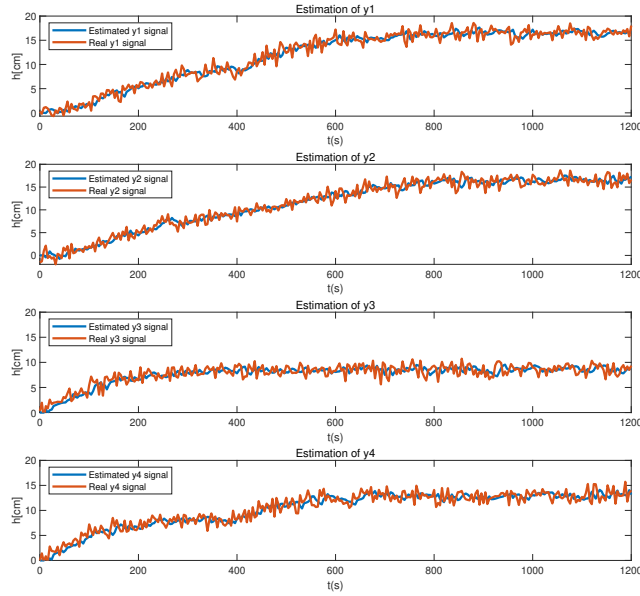 Estimation of y1
20
15
10
5
0
h[cm]
Estimated y1 signal
Real y1 signal
0 200 400 600 800 1000 1200
t(s)
Estimation of y2
20
15
10
5
0
h[cm]
Estimated y2 signal
Real y2 signal
0 200 400 600 800 1000 1200
t(s)
Estimation of y3
20
15
10
5
0
h[cm]
Estimated y3 signal
Real y3 signal
0 200 400 600 800 1000 1200
t(s)
Estimation of y4
20
15
10
5
0
h[cm]
Estimated y4 signal
Real y4 signal
0 200 400 600 800 1000 1200
t(s)